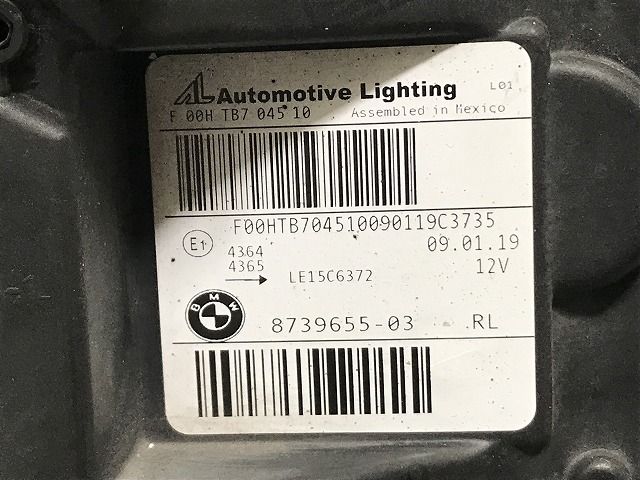 AL Automotive Lighting L01
F 00H TB7 045 10 Assembled in Mexico
F00HTB704510090119C3735
E1 4364 09.01.19
4365 LE15C6372 12V
BMW 8739655-03 RL